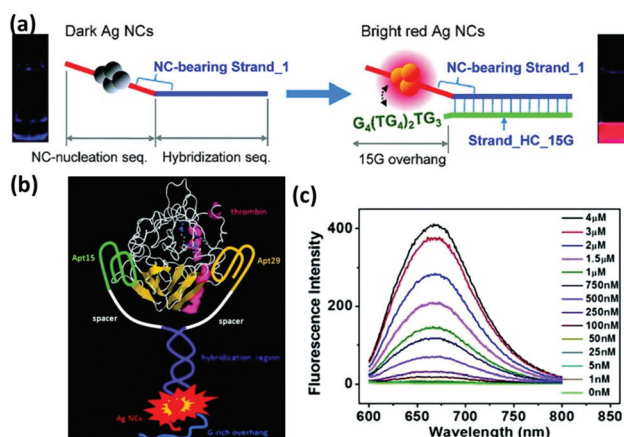 (a)
Dark Ag NCs
NC-bearing Strand_1
NC-nucleation seq.
Hybridization seq.
Bright red Ag NCs
NC-bearing Strand_1
G₄(TG₄)₂TG₃
Strand_HC_15G
15G overhang
(b)
thrombin
Apt15
Apt29
spacer
spacer
hybridization region
Ag NCs
G-rich overhang
(c)
Fluorescence Intensity
400
200
0
600 650 700 750 800 850
Wavelength (nm)
4μM
3μM
2μM
1.5μM
1μM
750nM
500nM
250nM
100nM
50nM
25nM
5nM
1nM
0nM